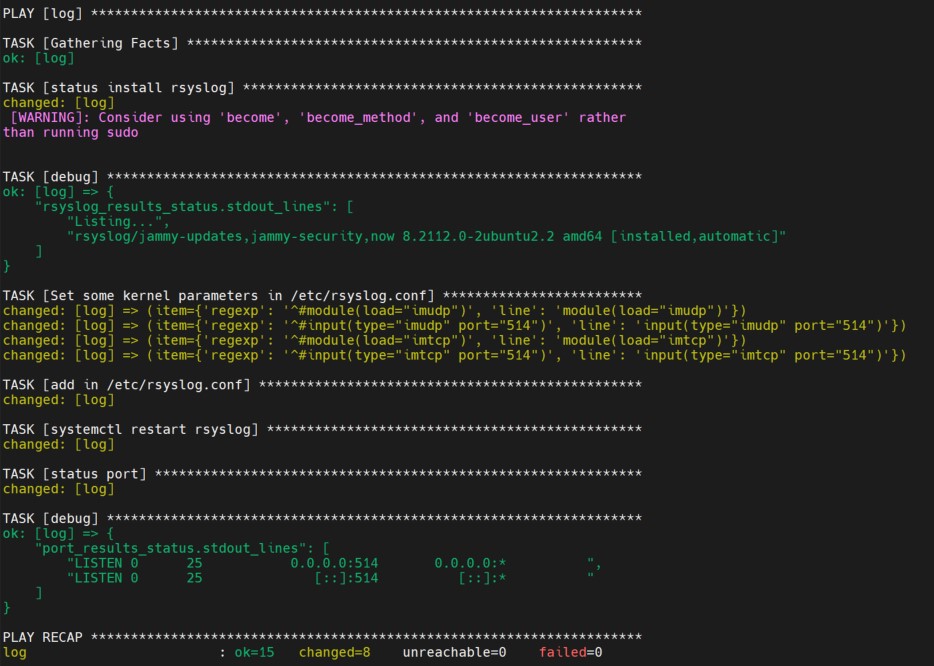 PLAY [log] *********************************************************************
TASK [Gathering Facts] *********************************************************
ok: [log]
TASK [status install rsyslog] **************************************************
changed: [log]
[WARNING]: Consider using 'become', 'become_method', and 'become_user' rather
than running sudo
TASK [debug] *******************************************************************
ok: [log] => {
    "rsyslog_results_status.stdout_lines": [
        "Listing...",
        "rsyslog/jammy-updates,jammy-security,now 8.2112.0-2ubuntu2.2 amd64 [installed,automatic]"
    ]
}
TASK [Set some kernel parameters in /etc/rsyslog.conf] *************************
changed: [log] => (item={'regexp': '^#module(load="imudp")', 'line': 'module(load="imudp")'})
changed: [log] => (item={'regexp': '^#input(type="imudp" port="514")', 'line': 'input(type="imudp" port="514")'})
changed: [log] => (item={'regexp': '^#module(load="imtcp")', 'line': 'module(load="imtcp")'})
changed: [log] => (item={'regexp': '^#input(type="imtcp" port="514")', 'line': 'input(type="imtcp" port="514")'})
TASK [add in /etc/rsyslog.conf] ************************************************
changed: [log]
TASK [systemctl restart rsyslog] ***********************************************
changed: [log]
TASK [status port] *************************************************************
changed: [log]
TASK [debug] *******************************************************************
ok: [log] => {
    "port_results_status.stdout_lines": [
        "LISTEN 0      25           0.0.0.0:514       0.0.0.0:*          ",
        "LISTEN 0      25              [::]:514          [::]:*          "
    ]
}
PLAY RECAP *********************************************************************
log                        : ok=15   changed=8    unreachable=0    failed=0